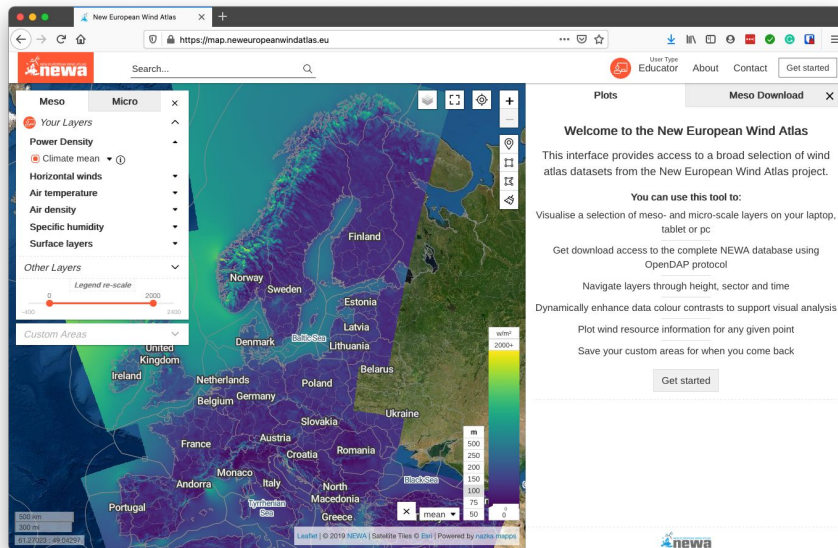 New European Wind Atlas
https://map.neweuropeanwindatlas.eu
newa
Search...
User Type
Educator
About
Contact
Get started
Meso
Micro
Your Layers
Power Density
Climate mean
Horizontal winds
Air temperature
Air density
Specific humidity
Surface layers
Other Layers
Legend re-scale
0
2000
-400
2400
Custom Areas
Finland
Norway
Sweden
Estonia
Latvia
Denmark
Baltic Sea
Lithuania
United
Kingdom
Belarus
Ireland
Netherlands
Poland
Belgium
Germany
Ukraine
Slovakia
France
Austria
Croatia
Romania
Monaco
Andorra
Italy
North
Macedonia
Black Sea
Tyrrhenian
Sea
Portugal
Greece
w/m²
2000+
0
m
500
250
200
150
100
75
50
mean
500 km
300 mi
61.27023 ; 49.04297
Leaflet | © 2019 NEWA | Satellite Tiles © Esri | Powered by nazka mapps
Plots
Meso Download
Welcome to the New European Wind Atlas
This interface provides access to a broad selection of wind
atlas datasets from the New European Wind Atlas project.
You can use this tool to:
Visualise a selection of meso- and micro-scale layers on your laptop,
tablet or pc
Get download access to the complete NEWA database using
OpenDAP protocol
Navigate layers through height, sector and time
Dynamically enhance data colour contrasts to support visual analysis
Plot wind resource information for any given point
Save your custom areas for when you come back
Get started
newa